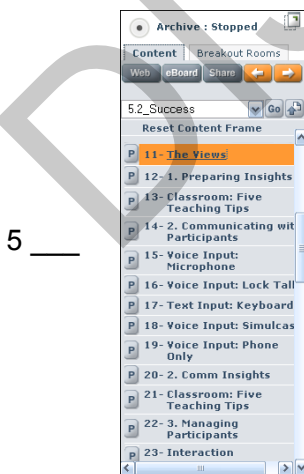 Archive : Stopped
Content Breakout Rooms
Web eBoard Share
5.2_Success Go
Reset Content Frame
P 11- The Views
P 12- 1. Preparing Insights
P 13- Classroom: Five
Teaching Tips
P 14- 2. Communicating wit
Participants
P 15- Voice Input:
Microphone
5 ___
P 16- Voice Input: Lock Tall
P 17- Text Input: Keyboard
P 18- Voice Input: Simulcas
P 19- Voice Input: Phone
Only
P 20- 2. Comm Insights
P 21- Classroom: Five
Teaching Tips
P 22- 3. Managing
Participants
P 23- Interaction